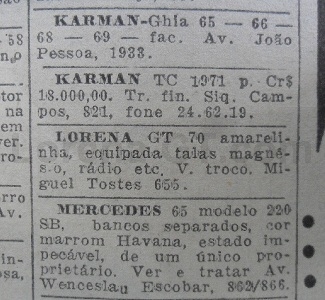 KARMAN-Ghia 65 — 66 —
68 — 69 — fac. Av. João
Pessoa, 1933.
KARMAN TC 1971 p. Cr$
18.000,00. Tr. fin. Siq. Cam-
pos, 821, fone 24.62.19.
LORENA GT 70 amareli-
nha, equipada talas magné-
sio, rádio etc. V. troco. Mi-
guel Tostes 655.
MERCEDES 65 modelo 220
SB, bancos separados, cor
marrom Havana, estado im-
pecável, de um único pro-
prietário. Ver e tratar Av.
Wenceslau Escobar, 862/866.